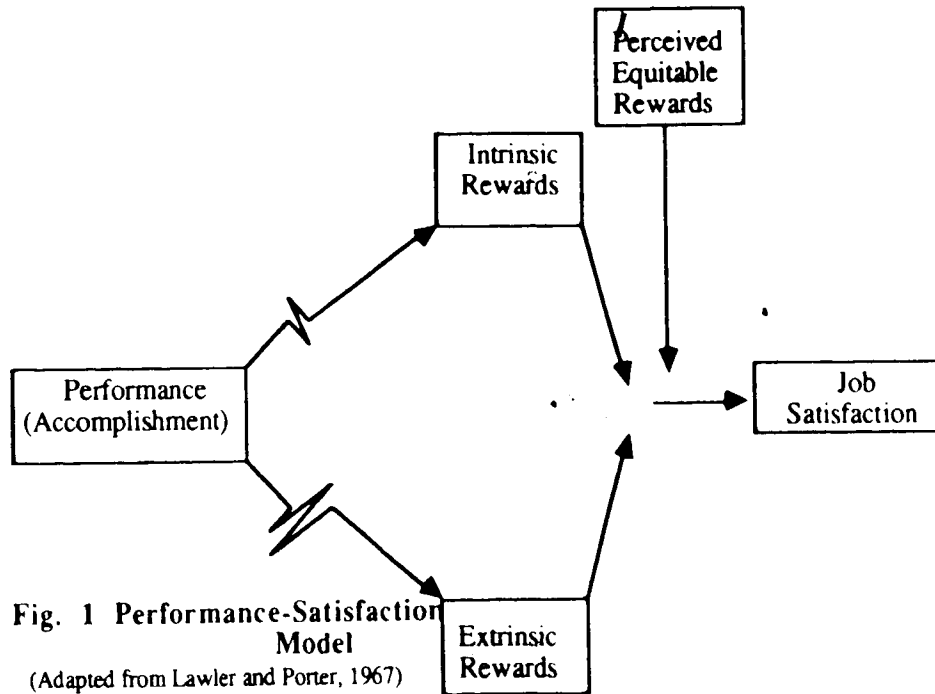 Perceived
Equitable
Rewards
Intrinsic
Rewards
Performance
(Accomplishment)
Job
Satisfaction
Extrinsic
Rewards
Fig. 1 Performance-Satisfaction
Model
(Adapted from Lawler and Porter, 1967)